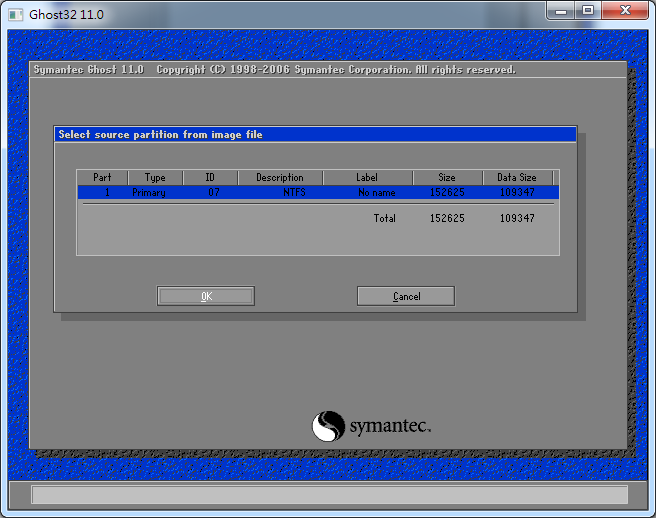 Ghost32 11.0
Symantec Ghost 11.0 Copyright (C) 1998-2006 Symantec Corporation. All rights reserved.
Select source partition from image file
Part Type ID Description Label Size Data Size
1 Primary 07 NTFS No name 152625 109347
Total 152625 109347
OK Cancel
symantec™